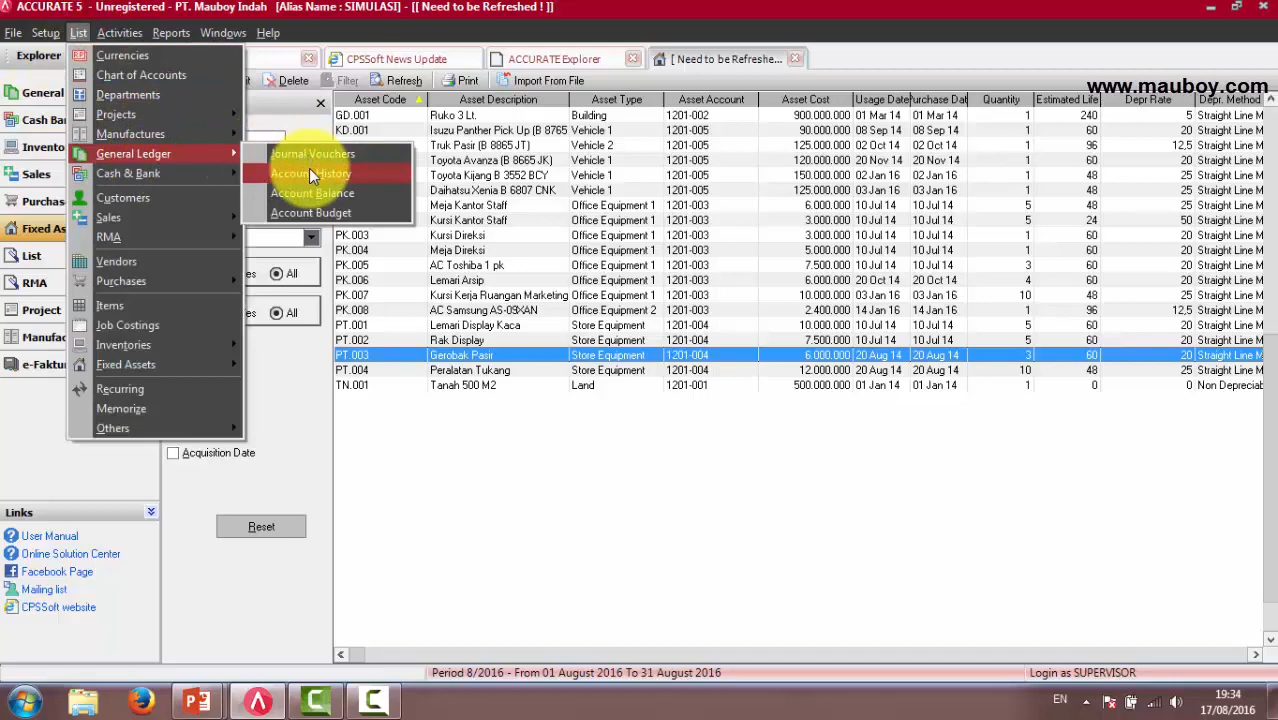 ACCURATE 5 - Unregistered - PT. Mauboy Indah [Alias Name : SIMULASI] - [[ Need to be Refreshed ! ]]
File Setup List Activities Reports Windows Help
Explorer CPSSoft News Update ACCURATE Explorer [ Need to be Refreshe...
Delete Filter Refresh Print Import From File
www.mauboy.com
Asset Code Asset Description Asset Type Asset Account Asset Cost Usage Date Purchase Dat Quantity Estimated Life Depr Rate Depr. Method
GD.001 Ruko 3 Lt. Building 1201-002 900.000.000 01 Mar 14 01 Mar 14 1 240 5 Straight Line M
KD.001 Isuzu Panther Pick Up (B 8765 Vehicle 1 1201-005 90.000.000 08 Sep 14 08 Sep 14 1 60 20 Straight Line M
Truk Pasir (B 8665 JT) Vehicle 2 1201-005 125.000.000 02 Oct 14 02 Oct 14 1 96 12,5 Straight Line M
Toyota Avanza (B 8665 JK) Vehicle 1 1201-005 120.000.000 20 Nov 14 20 Nov 14 1 60 20 Straight Line M
Toyota Kijang B 3552 BCY Vehicle 1 1201-005 150.000.000 02 Jan 16 02 Jan 16 1 60 20 Straight Line M
Daihatsu Xenia B 6807 CNK Vehicle 1 1201-005 125.000.000 03 Jan 16 03 Jan 16 1 60 20 Straight Line M
Meja Kantor Staff Office Equipment 1 1201-003 6.000.000 10 Jul 14 10 Jul 14 5 48 25 Straight Line M
Kursi Kantor Staff Office Equipment 1 1201-003 6.000.000 10 Jul 14 10 Jul 14 5 24 50 Straight Line M
PK.003 Kursi Direksi Office Equipment 1 1201-003 3.000.000 10 Jul 14 10 Jul 14 1 60 20 Straight Line M
PK.004 Meja Direksi Office Equipment 1 1201-003 5.000.000 10 Jul 14 10 Jul 14 1 60 20 Straight Line M
PK.005 AC Toshiba 1 pk Office Equipment 1 1201-003 7.500.000 10 Jul 14 10 Jul 14 3 60 20 Straight Line M
PK.006 Lemari Arsip Office Equipment 1 1201-003 6.000.000 10 Jul 14 10 Jul 14 4 60 20 Straight Line M
PK.007 Kursi Kerja Ruangan Marketing Office Equipment 1 1201-003 10.000.000 03 Jan 16 03 Jan 16 10 48 25 Straight Line M
PK.008 AC Samsung AS-09XAN Office Equipment 2 1201-003 2.400.000 14 Jan 16 14 Jan 16 1 96 12,5 Straight Line M
PT.001 Lemari Display Kaca Store Equipment 1201-004 10.000.000 10 Jul 14 10 Jul 14 5 60 20 Straight Line M
PT.002 Rak Display Store Equipment 1201-004 7.500.000 10 Jul 14 10 Jul 14 5 60 20 Straight Line M
PT.003 Gerobak Pasir Store Equipment 1201-004 6.000.000 20 Aug 14 20 Aug 14 3 60 20 Straight Line M
PT.004 Peralatan Tukang Store Equipment 1201-004 12.000.000 20 Aug 14 20 Aug 14 10 48 25 Straight Line M
TN.001 Tanah 500 M2 Land 1201-001 500.000.000 01 Jan 14 01 Jan 14 1 0 0 Non Depreciab
Currencies
Chart of Accounts
Departments
Projects
Manufactures
General Ledger
Cash & Bank
Customers
Sales
RMA
Vendors
Purchases
Items
Job Costings
Inventories
Fixed Assets
Recurring
Memorize
Others
Journal Vouchers
Account History
Account Balance
Account Budget
General
Cash Ban
Invento
Sales
Purchas
Fixed As
List
RMA
Project
Manufac
e-Faktur
All
All
Acquisition Date
Reset
Links
User Manual
Online Solution Center
Facebook Page
Mailing list
CPSSoft website
Period 8/2016 - From 01 August 2016 To 31 August 2016
Login as SUPERVISOR
EN
19:34
17/08/2016